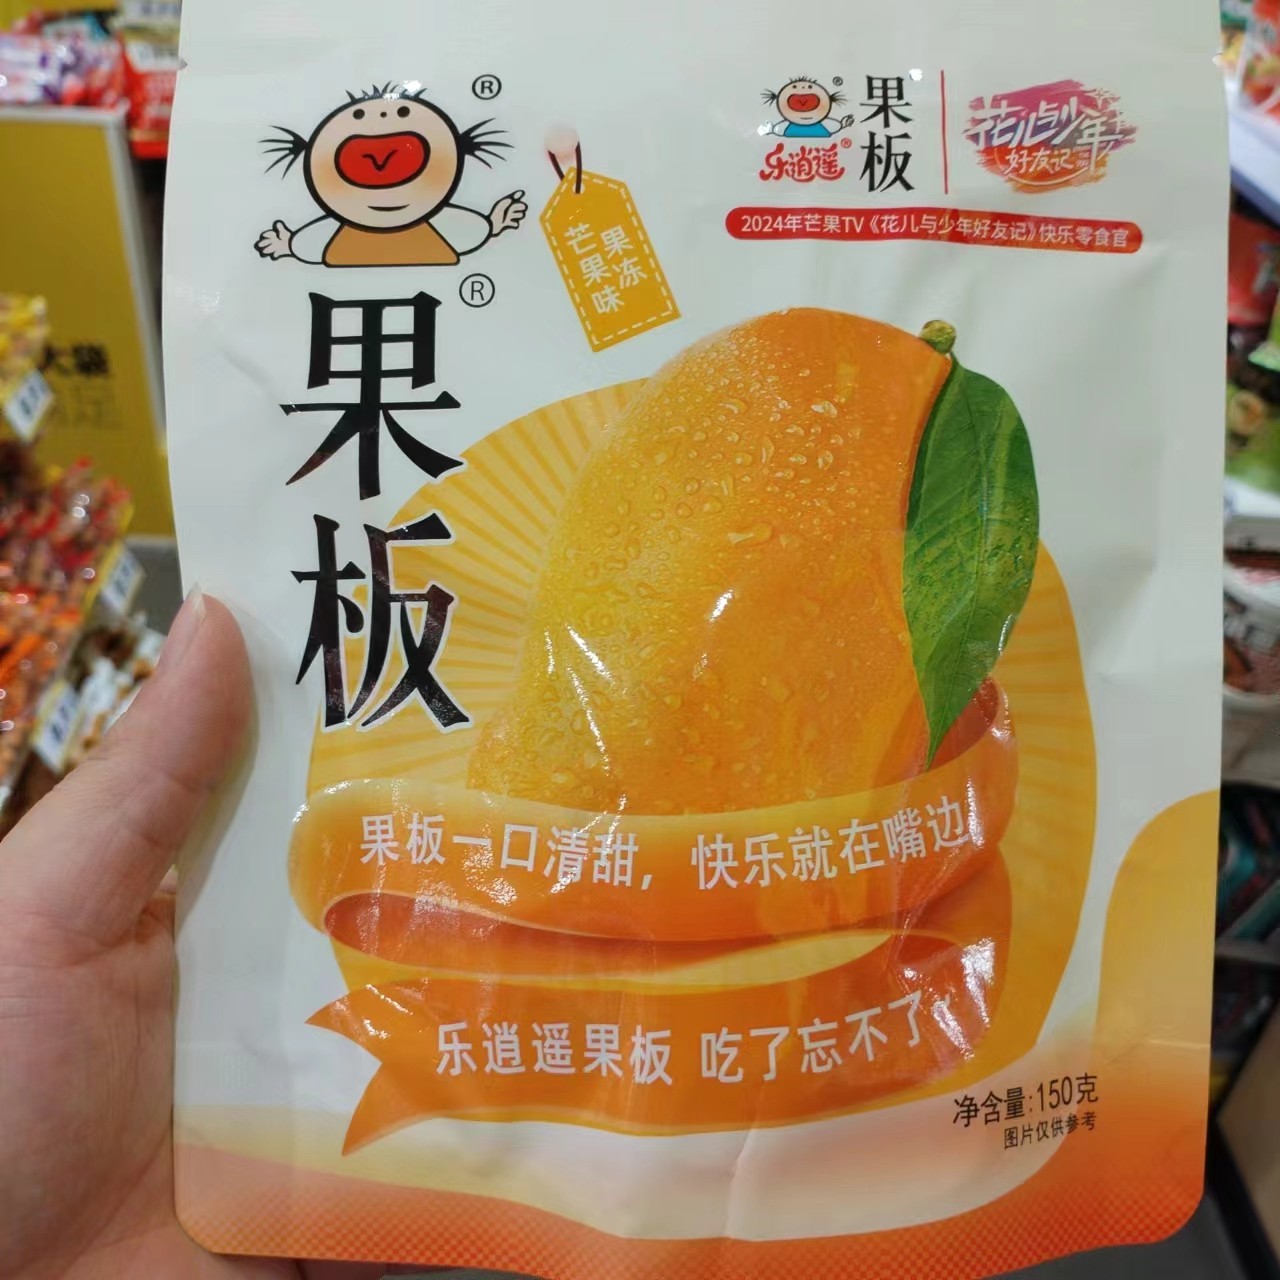 ®
果板
®
芒果味
果冻
乐逍遥®
果板
花儿与少年
好友记
2024年芒果TV《花儿与少年好友记》快乐零食官
果板一口清甜，快乐就在嘴边
乐逍遥果板 吃了忘不了~
净含量:150克
图片仅供参考
大袋